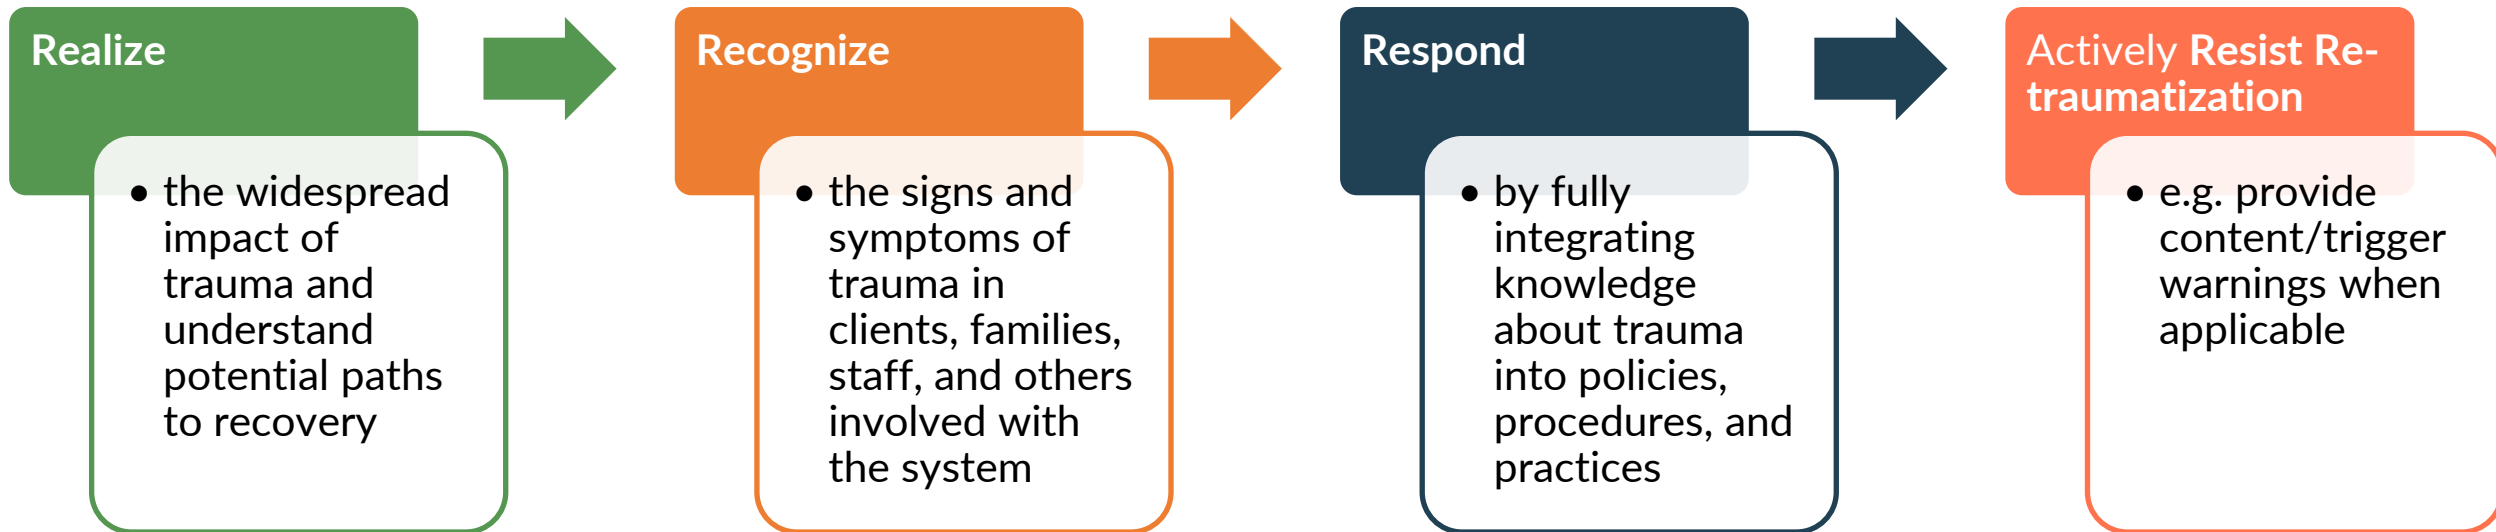 Realize
• the widespread
impact of
trauma and
understand
potential paths
to recovery
Recognize
• the signs and
symptoms of
trauma in
clients, families,
staff, and others
involved with
the system
Respond
• by fully
integrating
knowledge
about trauma
into policies,
procedures, and
practices
Actively Resist Re-
traumatization
• e.g. provide
content/trigger
warnings when
applicable